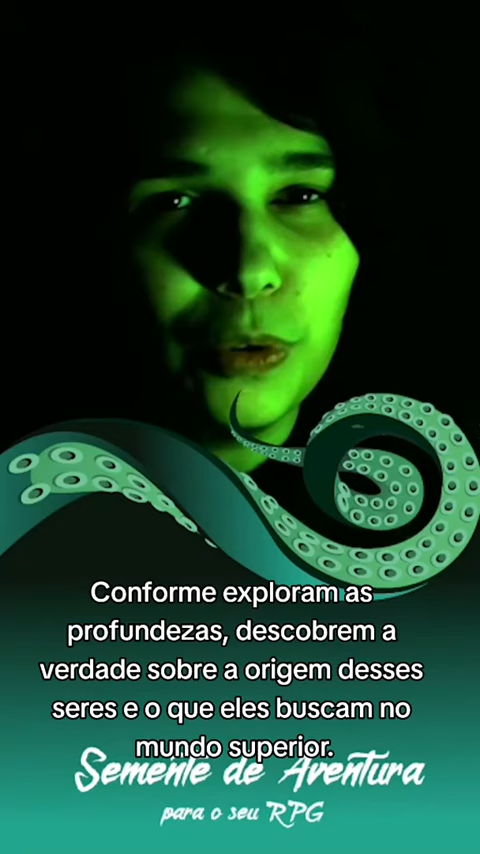 Conforme exploram as
profundezas, descobrem a
verdade sobre a origem desses
seres e o que eles buscam no
mundo superior.
Semente de Aventura
para o seu RPG